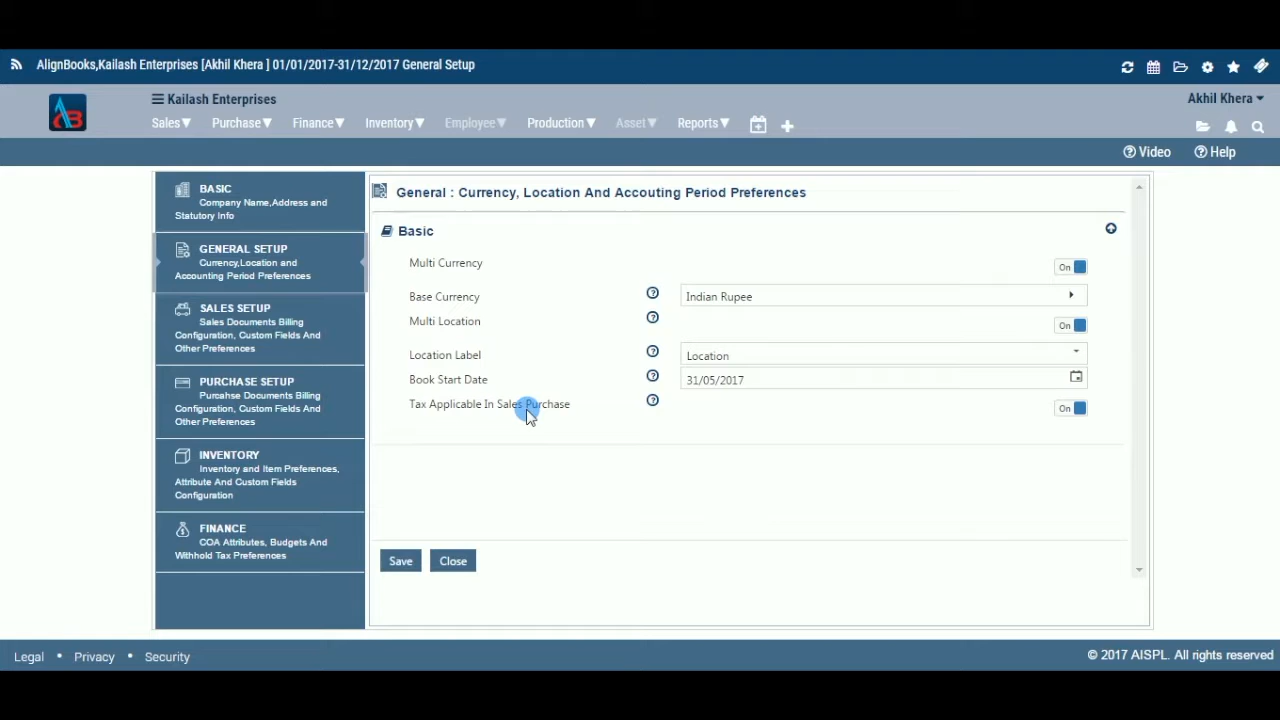 AlignBooks,Kailash Enterprises [Akhil Khera ] 01/01/2017-31/12/2017 General Setup
Kailash Enterprises
Akhil Khera
Sales Purchase Finance Inventory Employee Production Asset Reports
Video Help
BASIC
Company Name,Address and
Statutory Info
GENERAL SETUP
Currency,Location and
Accounting Period Preferences
SALES SETUP
Sales Documents Billing
Configuration, Custom Fields And
Other Preferences
PURCHASE SETUP
Purcahse Documents Billing
Configuration, Custom Fields And
Other Preferences
INVENTORY
Inventory and Item Preferences,
Attribute And Custom Fields
Configuration
FINANCE
COA Attributes, Budgets And
Withhold Tax Preferences
General : Currency, Location And Accouting Period Preferences
Basic
Multi Currency On
Base Currency Indian Rupee
Multi Location On
Location Label Location
Book Start Date 31/05/2017
Tax Applicable In Sales Purchase On
Save Close
Legal • Privacy • Security
© 2017 AISPL. All rights reserved